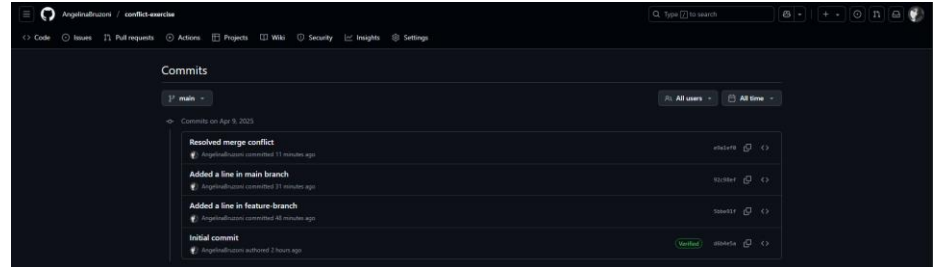 AngelinaBruzoni / conflict-exercise
Q Type / to search
Code Issues Pull requests Actions Projects Wiki Security Insights Settings
Commits
main
All users All time
Commits on Apr 9, 2025
Resolved merge conflict
AngelinaBruzoni committed 11 minutes ago
Added a line in main branch
AngelinaBruzoni committed 31 minutes ago
Added a line in feature-branch
AngelinaBruzoni committed 48 minutes ago
Initial commit
Verified
AngelinaBruzoni authored 2 hours ago